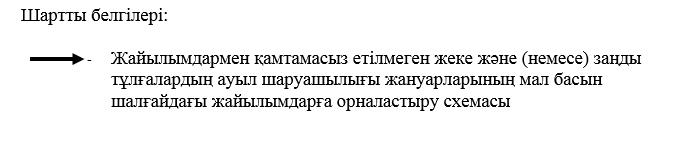 Шартты белгілері:
- Жайылымдармен қамтамасыз етілмеген жеке және (немесе) заңды
тұлғалардың ауыл шаруашылығы жануарларының мал басын
шалғайдағы жайылымдарға орналастыру схемасы